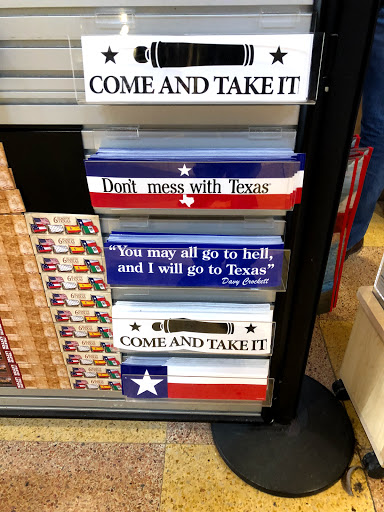 COME AND TAKE IT
Don't mess with Texas
"You may all go to hell,
and I will go to Texas"
Davy Crockett
COME AND TAKE IT